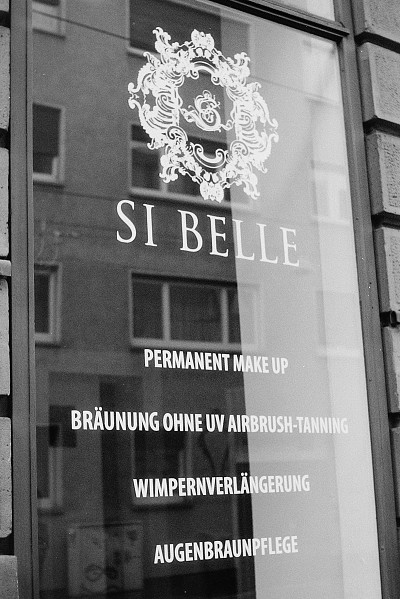 SI BELLE
PERMANENT MAKE UP
BRÄUNUNG OHNE UV AIRBRUSH-TANNING
WIMPERNVERLÄNGERUNG
AUGENBRAUNPFLEGE